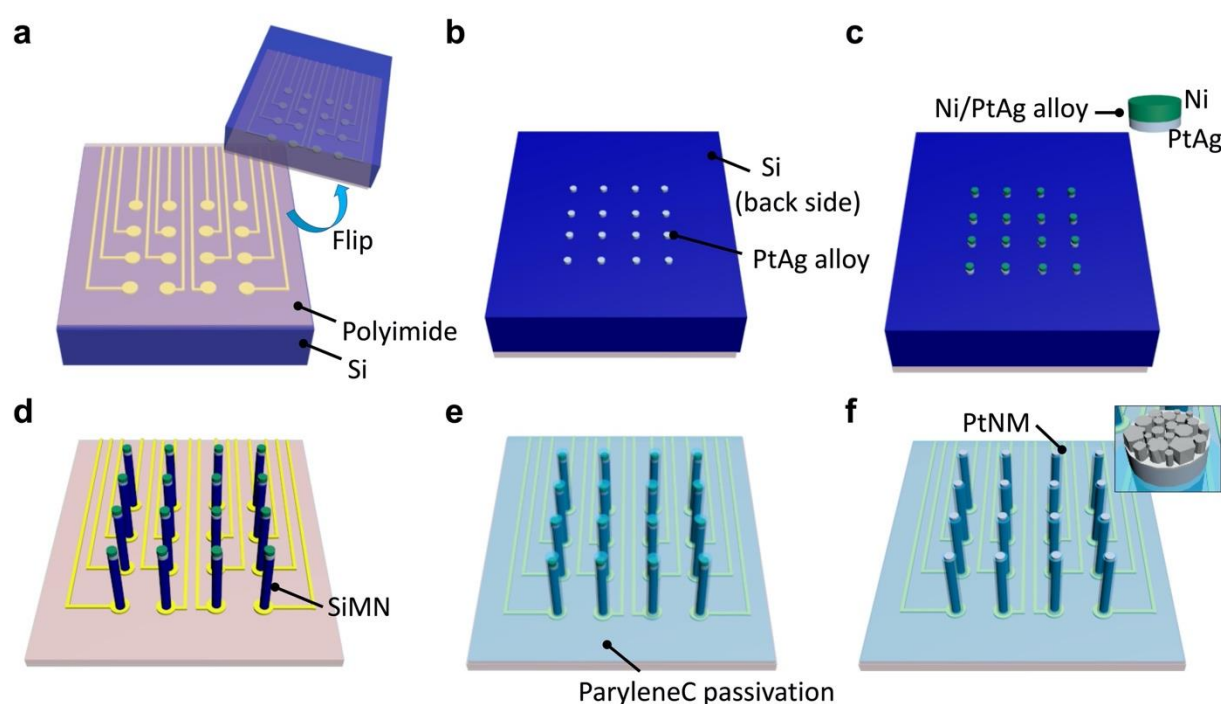 a
Flip
Polyimide
Si
b
Si
(back side)
PtAg alloy
c
Ni/PtAg alloy
Ni
PtAg
d
SiMN
e
ParyleneC passivation
f
PtNM